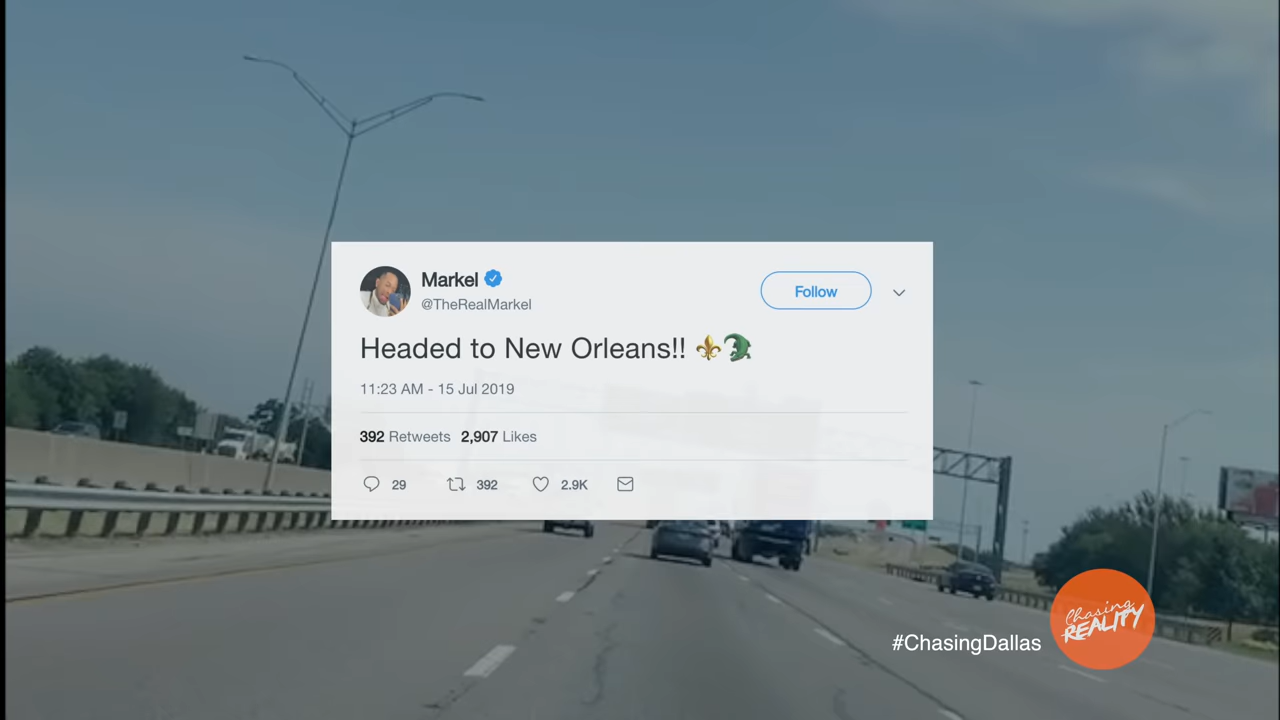 Markel
@TheRealMarkel
Follow
Headed to New Orleans!! ⚜️🐊
11:23 AM - 15 Jul 2019
392 Retweets 2,907 Likes
29 392 2.9K
#ChasingDallas
Chasing
REALITY